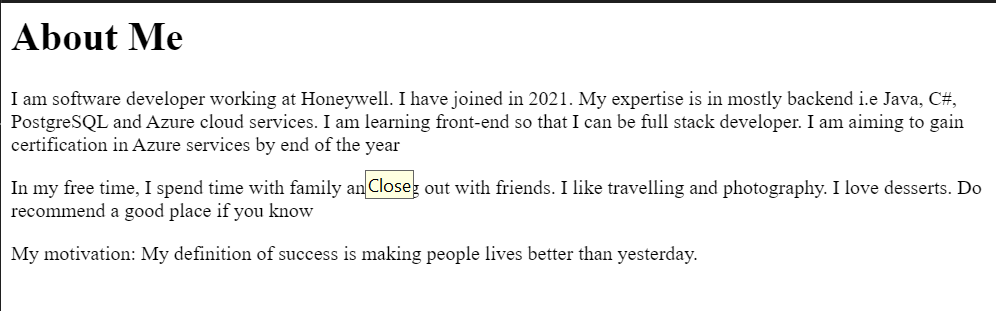 About Me
I am software developer working at Honeywell. I have joined in 2021. My expertise is in mostly backend i.e Java, C#,
PostgreSQL and Azure cloud services. I am learning front-end so that I can be full stack developer. I am aiming to gain
certification in Azure services by end of the year
In my free time, I spend time with family an Close out with friends. I like travelling and photography. I love desserts. Do
recommend a good place if you know
My motivation: My definition of success is making people lives better than yesterday.